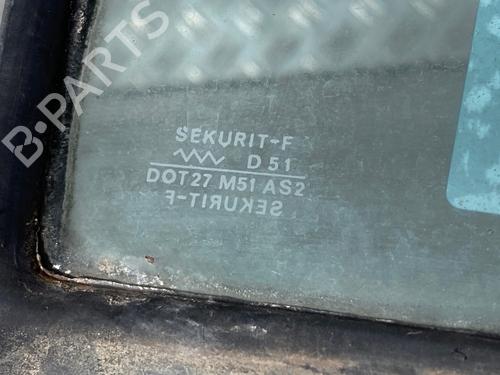 B-PARTS
SEKURIT-F
D 51
DOT27 M51 AS2
SEKURIT-F